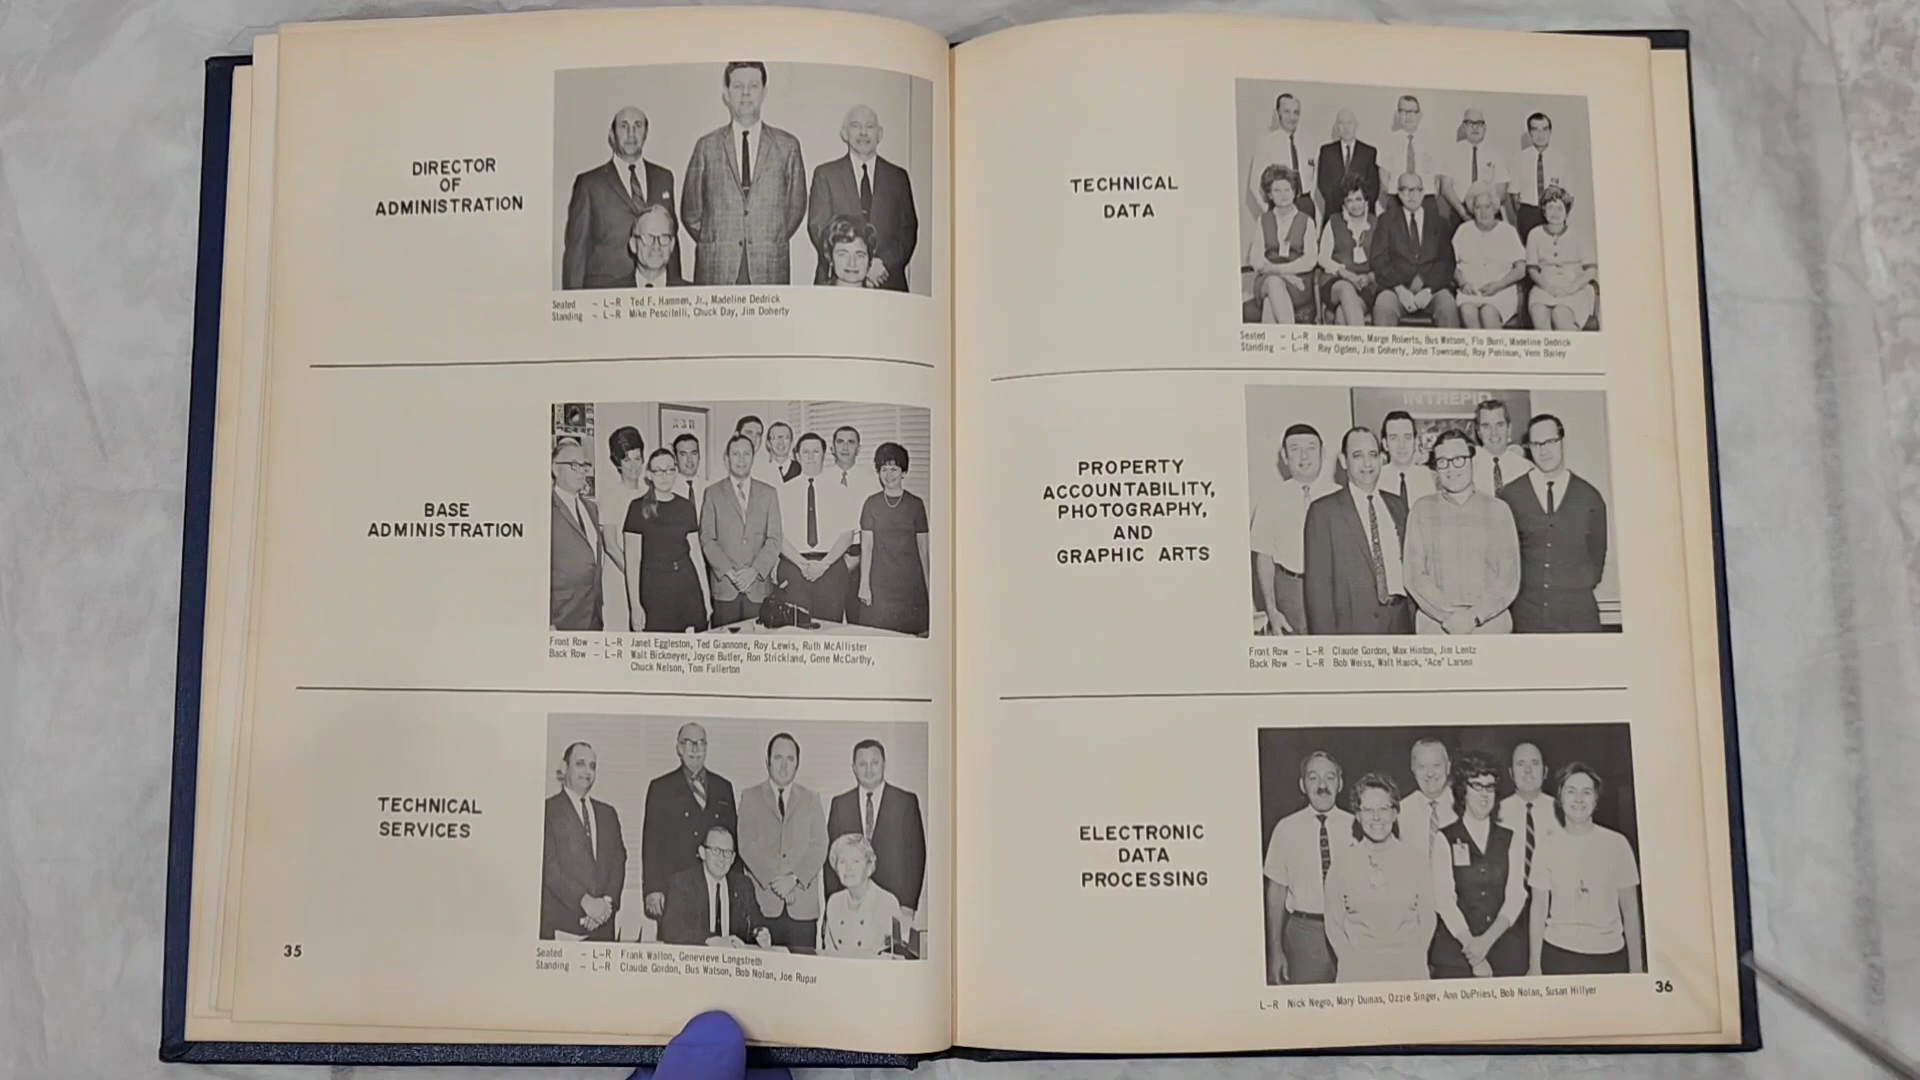 DIRECTOR
OF
ADMINISTRATION
Seated - L-R Ted F. Hammen, Jr., Madeline Dedrick
Standing - L-R Mike Pescitelli, Chuck Day, Jim Doherty
BASE
ADMINISTRATION
Front Row - L-R Janet Eggleston, Ted Giannone, Roy Lewis, Ruth McAllister
Back Row - L-R Walt Bickmeyer, Joyce Butler, Ron Strickland, Gene McCarthy,
Chuck Nelson, Tom Fullerton
TECHNICAL
SERVICES
Seated - L-R Frank Walton, Genevieve Longstreth
Standing - L-R Claude Gordon, Bus Watson, Bob Nolan, Joe Rupar
35
TECHNICAL
DATA
Seated - L-R Ruth Wooten, Marge Roberts, Bus Watson, Flo Burri, Madeline Dedrick
Standing - L-R Ray Ogden, Jim Doherty, John Townsend, Roy Pohlman, Vern Bailey
INTREPID
PROPERTY
ACCOUNTABILITY,
PHOTOGRAPHY,
AND
GRAPHIC ARTS
Front Row - L-R Claude Gordon, Max Hinton, Jim Lentz
Back Row - L-R Bob Weiss, Walt Hauck, 'Ace' Larsen
ELECTRONIC
DATA
PROCESSING
L-R Nick Negro, Mary Dumas, Ozzie Singer, Ann DuPriest, Bob Nolan, Susan Hillyer
36